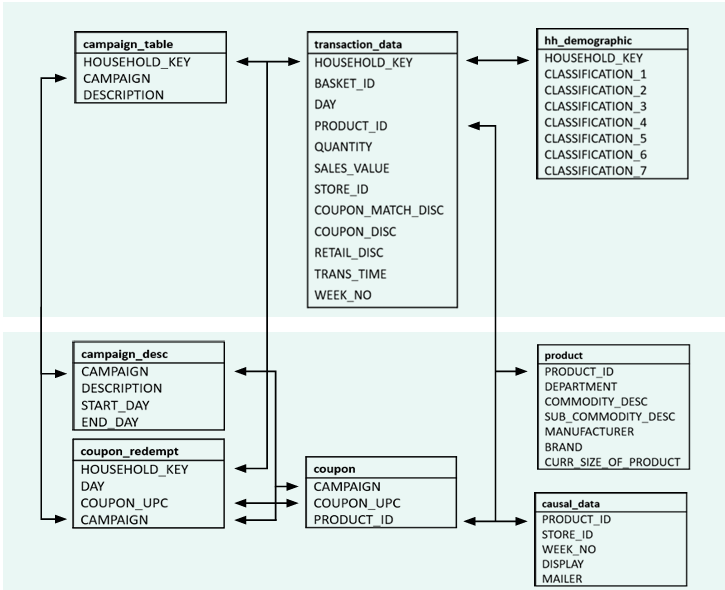 campaign_table
HOUSEHOLD_KEY
CAMPAIGN
DESCRIPTION
transaction_data
HOUSEHOLD_KEY
BASKET_ID
DAY
PRODUCT_ID
QUANTITY
SALES_VALUE
STORE_ID
COUPON_MATCH_DISC
COUPON_DISC
RETAIL_DISC
TRANS_TIME
WEEK_NO
hh_demographic
HOUSEHOLD_KEY
CLASSIFICATION_1
CLASSIFICATION_2
CLASSIFICATION_3
CLASSIFICATION_4
CLASSIFICATION_5
CLASSIFICATION_6
CLASSIFICATION_7
campaign_desc
CAMPAIGN
DESCRIPTION
START_DAY
END_DAY
coupon_redempt
HOUSEHOLD_KEY
DAY
COUPON_UPC
CAMPAIGN
coupon
CAMPAIGN
COUPON_UPC
PRODUCT_ID
product
PRODUCT_ID
DEPARTMENT
COMMODITY_DESC
SUB_COMMODITY_DESC
MANUFACTURER
BRAND
CURR_SIZE_OF_PRODUCT
causal_data
PRODUCT_ID
STORE_ID
WEEK_NO
DISPLAY
MAILER